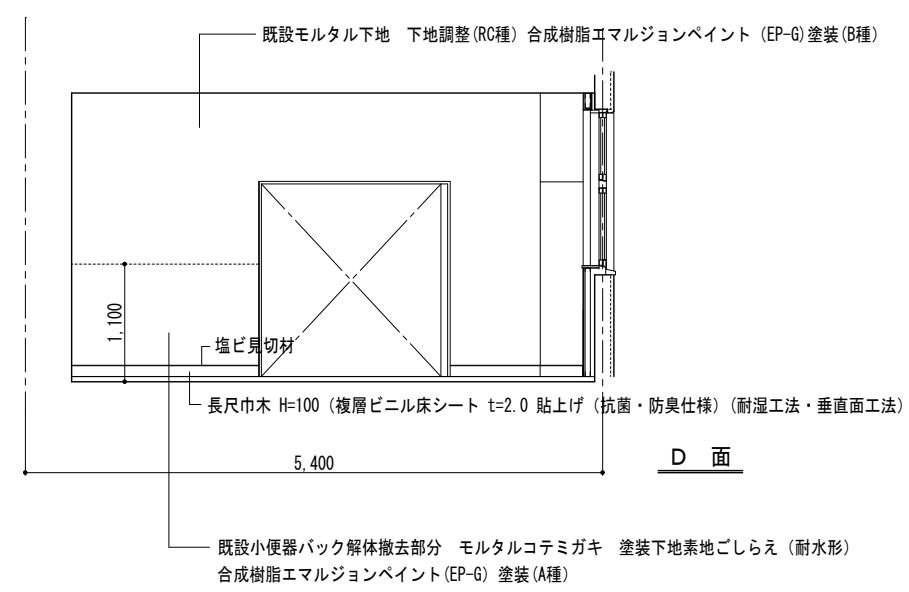 既設モルタル下地　下地調整(RC種) 合成樹脂エマルジョンペイント (EP-G)塗装(B種)
1,100
塩ビ見切材
長尺巾木 H=100 (複層ビニル床シート t=2.0 貼上げ (抗菌・防臭仕様) (耐湿工法・垂直面工法)
5,400
D 面
既設小便器バック解体撤去部分　モルタルコテミガキ　塗装下地素地ごしらえ (耐水形)
合成樹脂エマルジョンペイント(EP-G) 塗装(A種)